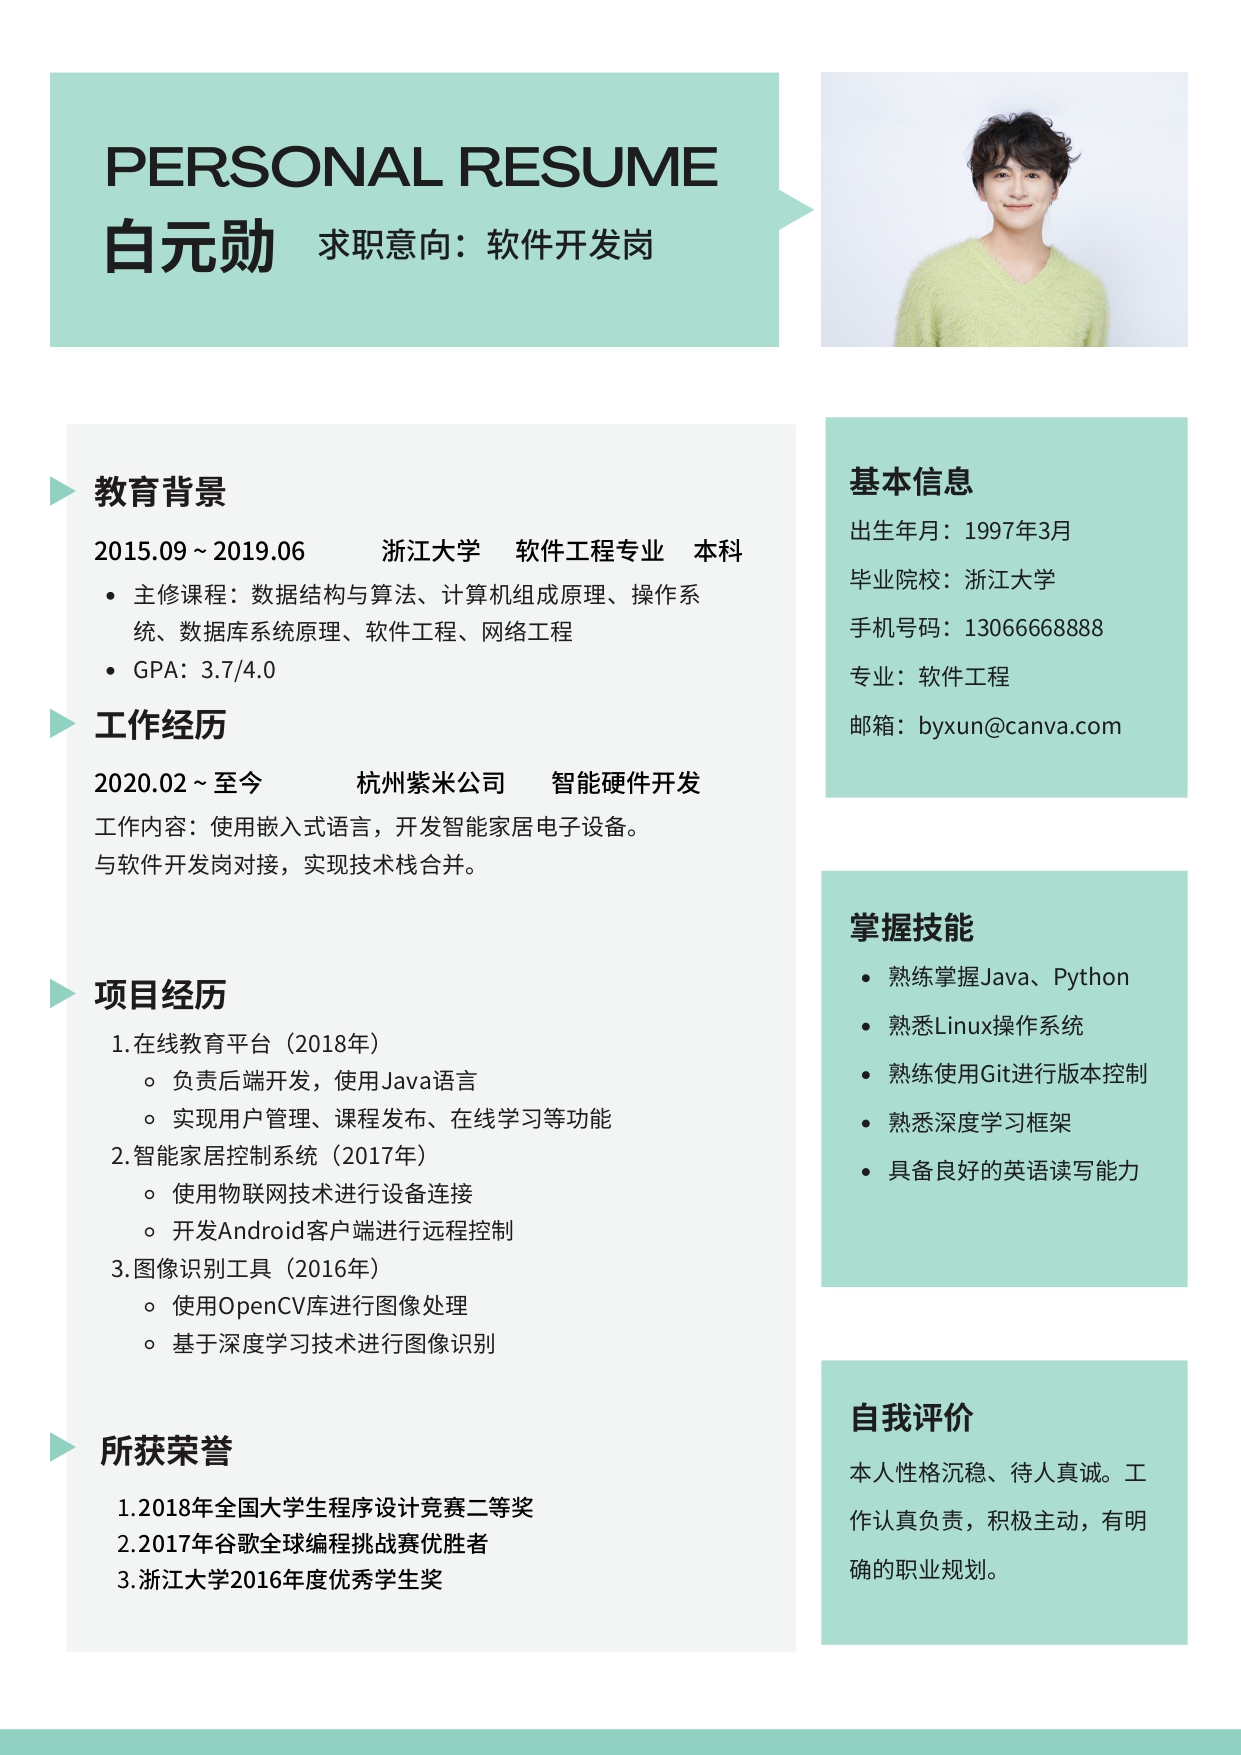 PERSONAL RESUME
白元勋 求职意向：软件开发岗
教育背景
2015.09 ~ 2019.06 浙江大学 软件工程专业 本科
• 主修课程：数据结构与算法、计算机组成原理、操作系
统、数据库系统原理、软件工程、网络工程
• GPA：3.7/4.0
工作经历
2020.02 ~ 至今 杭州紫米公司 智能硬件开发
工作内容：使用嵌入式语言，开发智能家居电子设备。
与软件开发岗对接，实现技术栈合并。
项目经历
1. 在线教育平台（2018年）
◦ 负责后端开发，使用Java语言
◦ 实现用户管理、课程发布、在线学习等功能
2. 智能家居控制系统（2017年）
◦ 使用物联网技术进行设备连接
◦ 开发Android客户端进行远程控制
3. 图像识别工具（2016年）
◦ 使用OpenCV库进行图像处理
◦ 基于深度学习技术进行图像识别
所获荣誉
1. 2018年全国大学生程序设计竞赛二等奖
2. 2017年谷歌全球编程挑战赛优胜者
3. 浙江大学2016年度优秀学生奖
基本信息
出生年月：1997年3月
毕业院校：浙江大学
手机号码：13066668888
专业：软件工程
邮箱：byxun@canva.com
掌握技能
• 熟练掌握Java、Python
• 熟悉Linux操作系统
• 熟练使用Git进行版本控制
• 熟悉深度学习框架
• 具备良好的英语读写能力
自我评价
本人性格沉稳、待人真诚。工
作认真负责，积极主动，有明
确的职业规划。